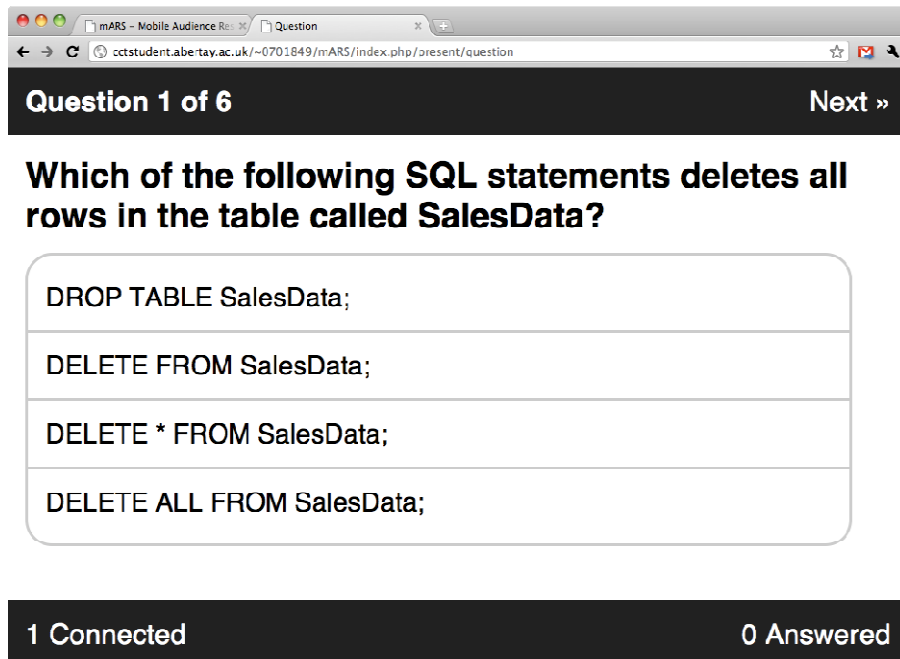 mARS – Mobile Audience Res
Question
cctstudent.abertay.ac.uk/~0701849/mARS/index.php/present/question
Question 1 of 6
Next »
Which of the following SQL statements deletes all
rows in the table called SalesData?
DROP TABLE SalesData;
DELETE FROM SalesData;
DELETE * FROM SalesData;
DELETE ALL FROM SalesData;
1 Connected
0 Answered